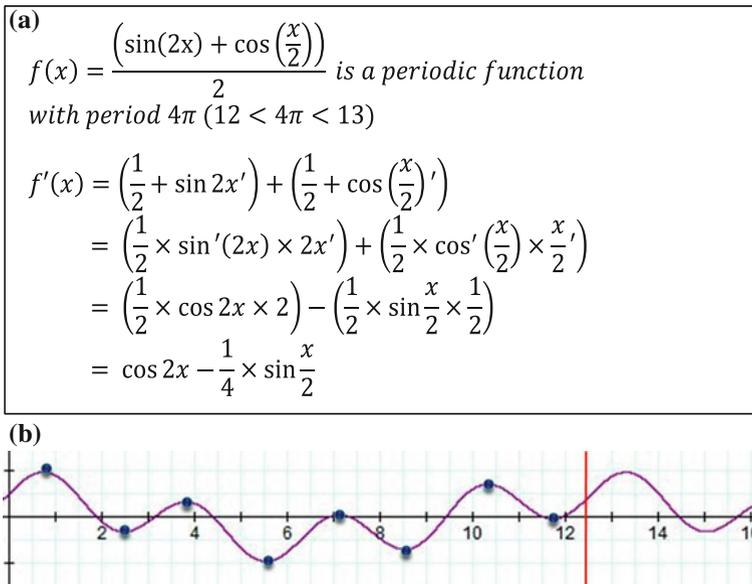 (a)
f(x) = (sin(2x) + cos(x/2))/2 is a periodic function
with period 4π (12 < 4π < 13)
f′(x) = (1/2 + sin 2x′) + (1/2 + cos(x/2)′)
= (1/2 × sin′(2x) × 2x′) + (1/2 × cos′(x/2) × x/2′)
= (1/2 × cos 2x × 2) − (1/2 × sin x/2 × 1/2)
= cos 2x − 1/4 × sin x/2
(b)
2 4 6 8 10 12 14